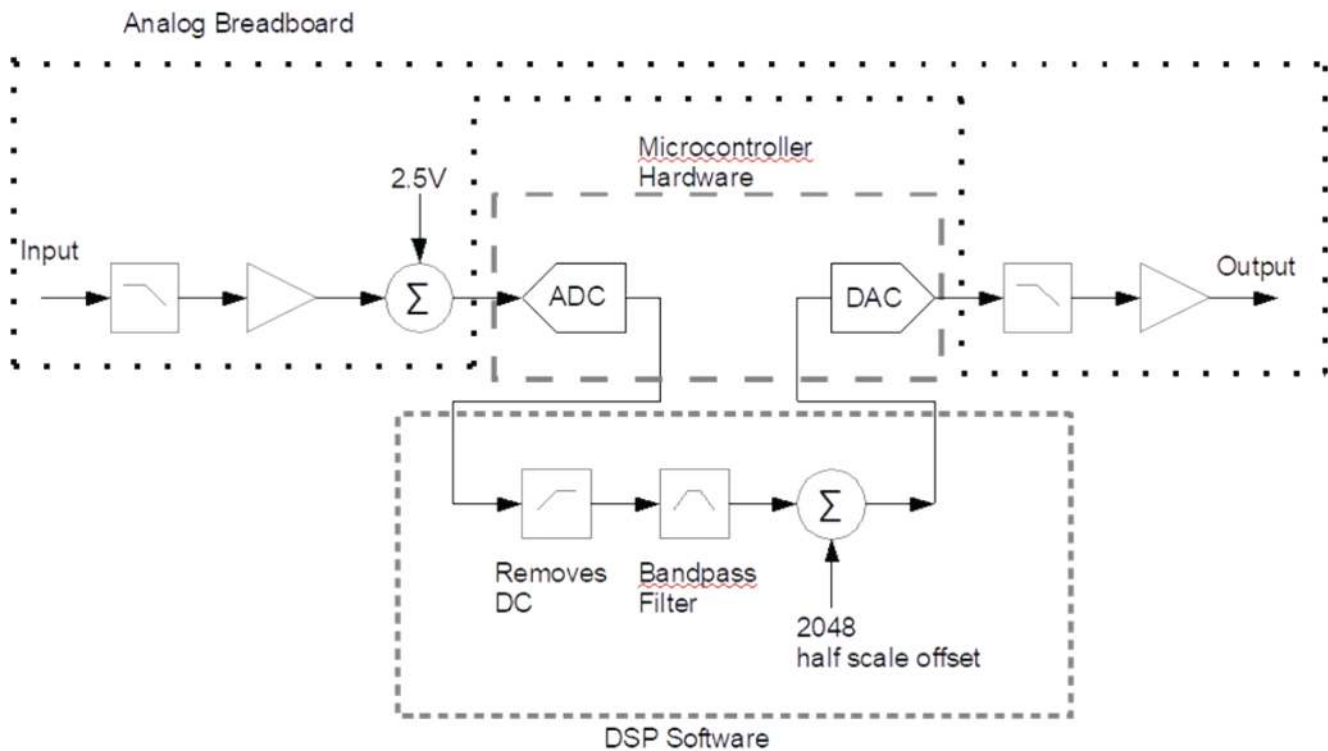 Analog Breadboard
Microcontroller
Hardware
2.5V
Input
Σ
ADC
DAC
Output
Σ
Removes
DC
Bandpass
Filter
2048
half scale offset
DSP Software